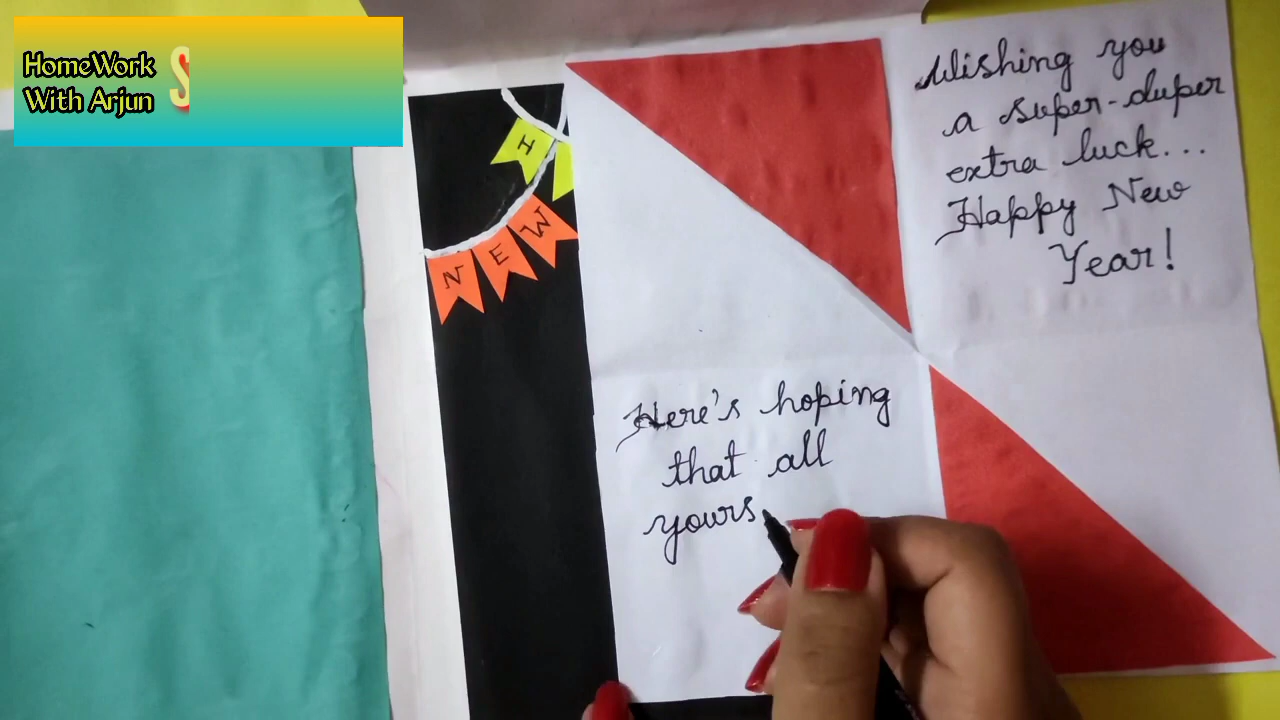 HomeWork
With Arjun
S
H
NEW
Here's hoping
that all
yours
Wishing you
a super-duper
extra luck...
Happy New
Year!